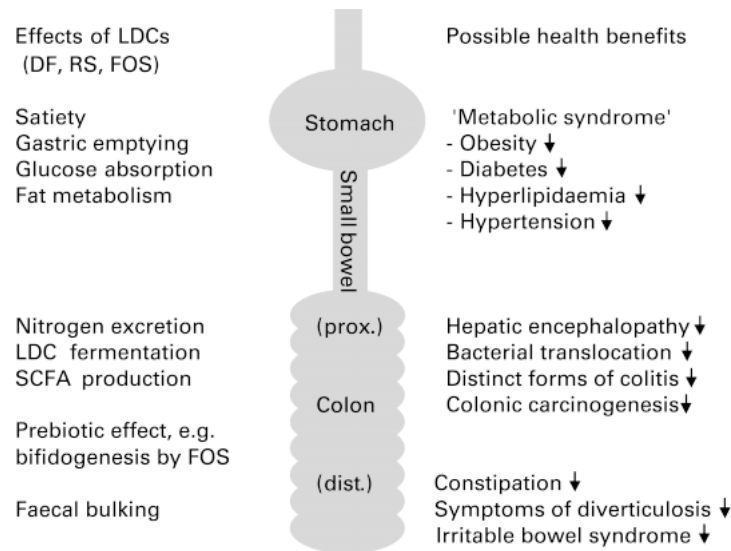 Effects of LDCs
(DF, RS, FOS)
Possible health benefits
Satiety
Gastric emptying
Glucose absorption
Fat metabolism
Stomach
Small bowel
'Metabolic syndrome'
- Obesity ↓
- Diabetes ↓
- Hyperlipidaemia ↓
- Hypertension ↓
Nitrogen excretion
LDC fermentation
SCFA production
Prebiotic effect, e.g.
bifidogenesis by FOS
Faecal bulking
(prox.)
Colon
(dist.)
Hepatic encephalopathy ↓
Bacterial translocation ↓
Distinct forms of colitis ↓
Colonic carcinogenesis↓
Constipation ↓
Symptoms of diverticulosis ↓
Irritable bowel syndrome ↓